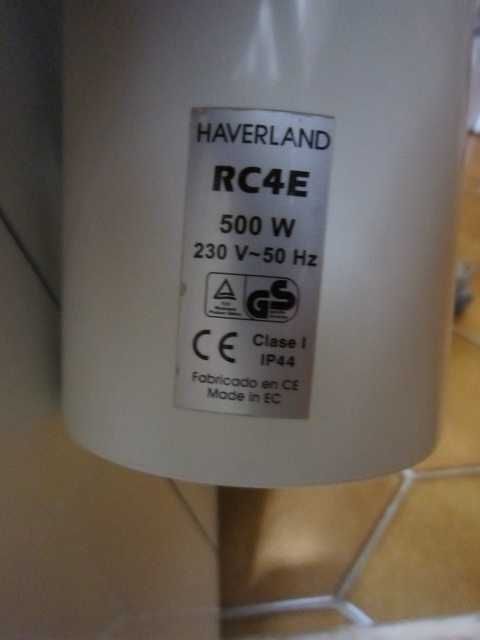 HAVERLAND
RC4E
500 W
230 V~50 Hz
GS
CE Clase I
IP44
Fabricado en CE
Made in EC